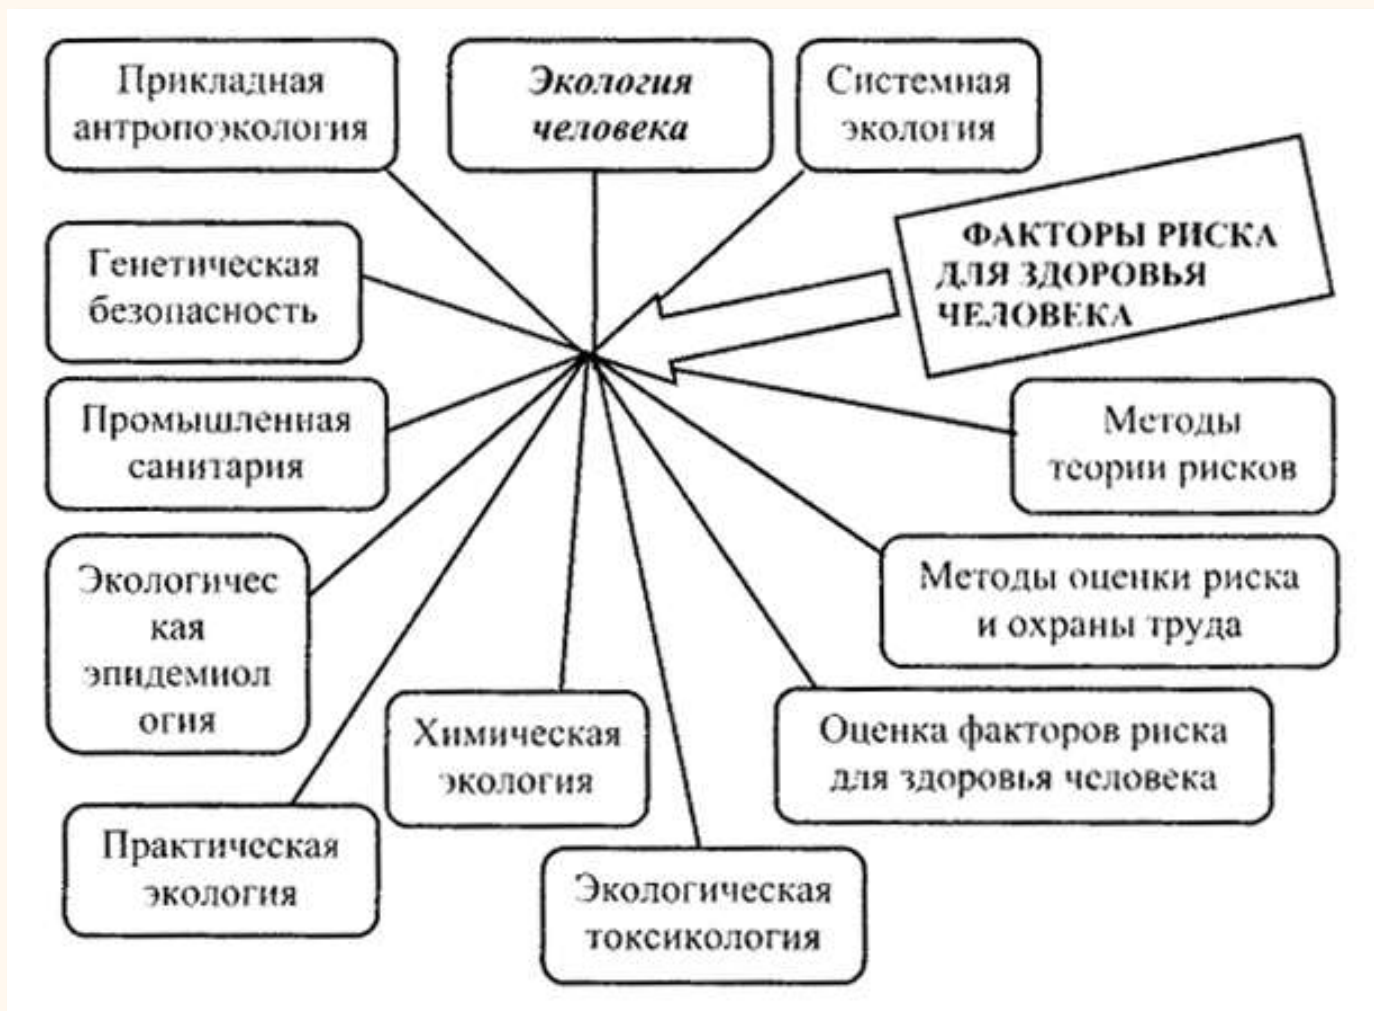 Прикладная
антропоэкология
Экология
человека
Системная
экология
ФАКТОРЫ РИСКА
ДЛЯ ЗДОРОВЬЯ
ЧЕЛОВЕКА
Генетическая
безопасность
Промышленная
санитария
Методы
теории рисков
Экологичес
кая
эпидемиол
огия
Методы оценки риска
и охраны труда
Химическая
экология
Оценка факторов риска
для здоровья человека
Практическая
экология
Экологическая
токсикология